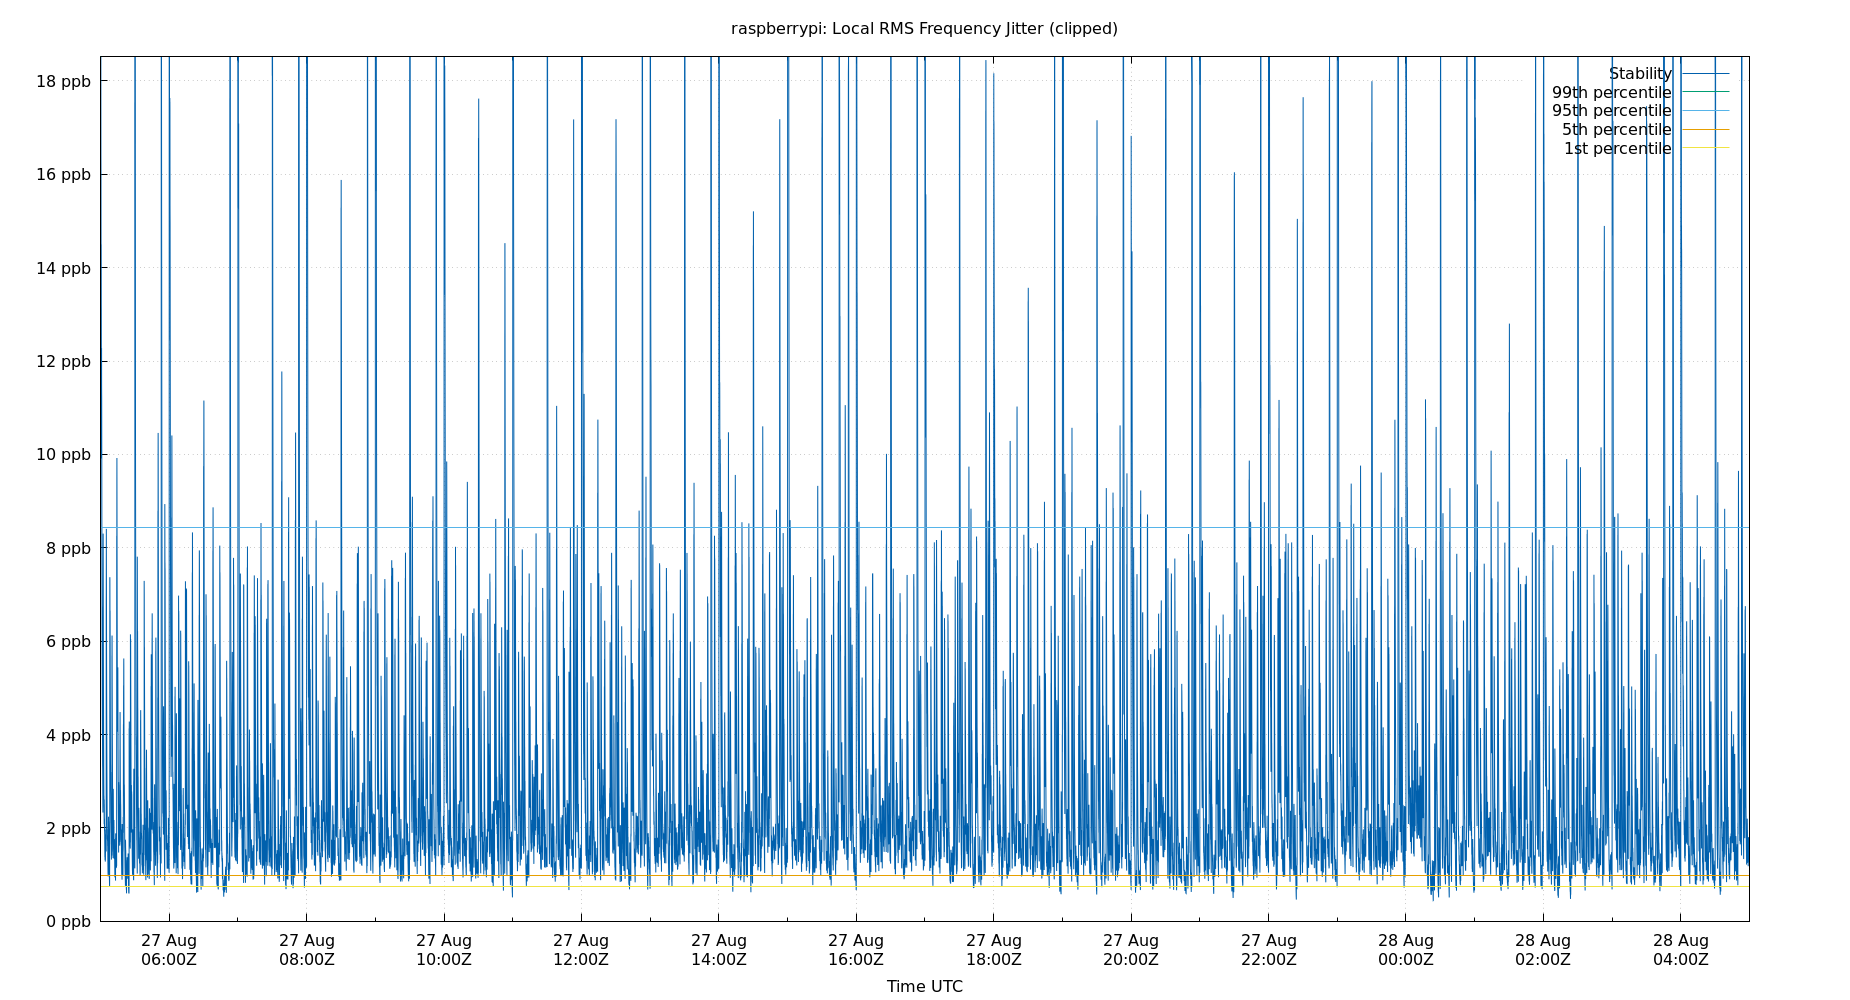 raspberrypi: Local RMS Frequency Jitter (clipped)
18 ppb
16 ppb
14 ppb
12 ppb
10 ppb
8 ppb
6 ppb
4 ppb
2 ppb
0 ppb
Stability
99th percentile
95th percentile
5th percentile
1st percentile
27 Aug
06:00Z
27 Aug
08:00Z
27 Aug
10:00Z
27 Aug
12:00Z
27 Aug
14:00Z
27 Aug
16:00Z
27 Aug
18:00Z
27 Aug
20:00Z
27 Aug
22:00Z
28 Aug
00:00Z
28 Aug
02:00Z
28 Aug
04:00Z
Time UTC